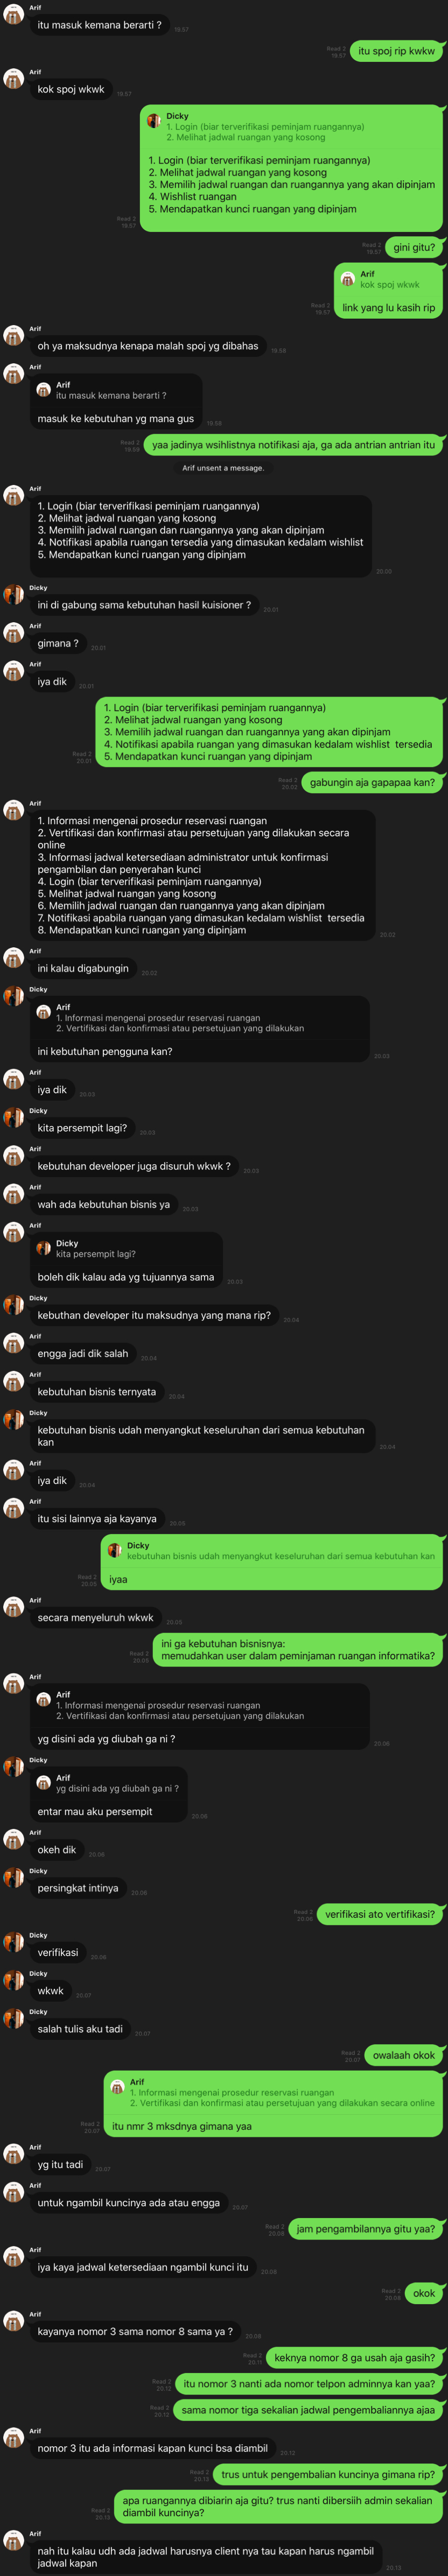 Arif
itu masuk kemana berarti ?
19.57
itu spoj rip kwkw
Read 2
19.57
Arif
kok spoj wkwk
19.57
Dicky
1. Login (biar terverifikasi peminjam ruangannya)
2. Melihat jadwal ruangan yang kosong
1. Login (biar terverifikasi peminjam ruangannya)
2. Melihat jadwal ruangan yang kosong
3. Memilih jadwal ruangan dan ruangannya yang akan dipinjam
4. Wishlist ruangan
5. Mendapatkan kunci ruangan yang dipinjam
Read 2
19.57
gini gitu?
Read 2
19.57
Arif
kok spoj wkwk
link yang lu kasih rip
Read 2
19.57
Arif
oh ya maksudnya kenapa malah spoj yg dibahas
19.58
Arif
Arif
itu masuk kemana berarti ?
masuk ke kebutuhan yg mana gus
19.58
yaa jadinya wsihlistnya notifikasi aja, ga ada antrian antrian itu
Read 2
19.59
Arif unsent a message.
Arif
1. Login (biar terverifikasi peminjam ruangannya)
2. Melihat jadwal ruangan yang kosong
3. Memilih jadwal ruangan dan ruangannya yang akan dipinjam
4. Notifikasi apabila ruangan tersedia yang dimasukan kedalam wishlist
5. Mendapatkan kunci ruangan yang dipinjam
20.00
Dicky
ini di gabung sama kebutuhan hasil kuisioner ?
20.01
Arif
gimana ?
20.01
Arif
iya dik
20.01
1. Login (biar terverifikasi peminjam ruangannya)
2. Melihat jadwal ruangan yang kosong
3. Memilih jadwal ruangan dan ruangannya yang akan dipinjam
4. Notifikasi apabila ruangan yang dimasukan kedalam wishlist tersedia
5. Mendapatkan kunci ruangan yang dipinjam
Read 2
20.01
gabungin aja gapapaa kan?
Read 2
20.02
Arif
1. Informasi mengenai prosedur reservasi ruangan
2. Vertifikasi dan konfirmasi atau persetujuan yang dilakukan secara
online
3. Informasi jadwal ketersediaan administrator untuk konfirmasi
pengambilan dan penyerahan kunci
4. Login (biar terverifikasi peminjam ruangannya)
5. Melihat jadwal ruangan yang kosong
6. Memilih jadwal ruangan dan ruangannya yang akan dipinjam
7. Notifikasi apabila ruangan yang dimasukan kedalam wishlist tersedia
8. Mendapatkan kunci ruangan yang dipinjam
20.02
Arif
ini kalau digabungin
20.02
Dicky
Arif
1. Informasi mengenai prosedur reservasi ruangan
2. Vertifikasi dan konfirmasi atau persetujuan yang dilakukan
ini kebutuhan pengguna kan?
20.03
Arif
iya dik
20.03
Dicky
kita persempit lagi?
20.03
Arif
kebutuhan developer juga disuruh wkwk ?
20.03
Arif
wah ada kebutuhan bisnis ya
20.03
Arif
Dicky
kita persempit lagi?
boleh dik kalau ada yg tujuannya sama
20.03
Dicky
kebuthan developer itu maksudnya yang mana rip?
20.04
Arif
engga jadi dik salah
20.04
Arif
kebutuhan bisnis ternyata
20.04
Dicky
kebutuhan bisnis udah menyangkut keseluruhan dari semua kebutuhan
kan
20.04
Arif
iya dik
20.04
Arif
itu sisi lainnya aja kayanya
20.05
Dicky
kebutuhan bisnis udah menyangkut keseluruhan dari semua kebutuhan kan
iyaa
Read 2
20.05
Arif
secara menyeluruh wkwk
20.05
ini ga kebutuhan bisnisnya:
memudahkan user dalam peminjaman ruangan informatika?
Read 2
20.05
Arif
Arif
1. Informasi mengenai prosedur reservasi ruangan
2. Vertifikasi dan konfirmasi atau persetujuan yang dilakukan
yg disini ada yg diubah ga ni ?
20.06
Dicky
Arif
yg disini ada yg diubah ga ni ?
entar mau aku persempit
20.06
Arif
okeh dik
20.06
Dicky
persingkat intinya
20.06
verifikasi ato vertifikasi?
Read 2
20.06
Dicky
verifikasi
20.06
Dicky
wkwk
20.07
Dicky
salah tulis aku tadi
20.07
owalaah okok
Read 2
20.07
Arif
1. Informasi mengenai prosedur reservasi ruangan
2. Vertifikasi dan konfirmasi atau persetujuan yang dilakukan secara online
itu nmr 3 mksdnya gimana yaa
Read 2
20.07
Arif
yg itu tadi
20.07
Arif
untuk ngambil kuncinya ada atau engga
20.07
jam pengambilannya gitu yaa?
Read 2
20.08
Arif
iya kaya jadwal ketersediaan ngambil kunci itu
20.08
okok
Read 2
20.08
Arif
kayanya nomor 3 sama nomor 8 sama ya ?
20.08
keknya nomor 8 ga usah aja gasih?
Read 2
20.11
itu nomor 3 nanti ada nomor telpon adminnya kan yaa?
Read 2
20.12
sama nomor tiga sekalian jadwal pengembaliannya ajaa
Read 2
20.12
Arif
nomor 3 itu ada informasi kapan kunci bsa diambil
20.12
trus untuk pengembalian kuncinya gimana rip?
Read 2
20.13
apa ruangannya dibiarin aja gitu? trus nanti dibersiih admin sekalian
diambil kuncinya?
Read 2
20.13
Arif
nah itu kalau udh ada jadwal harusnya client nya tau kapan harus ngambil
jadwal kapan
20.13